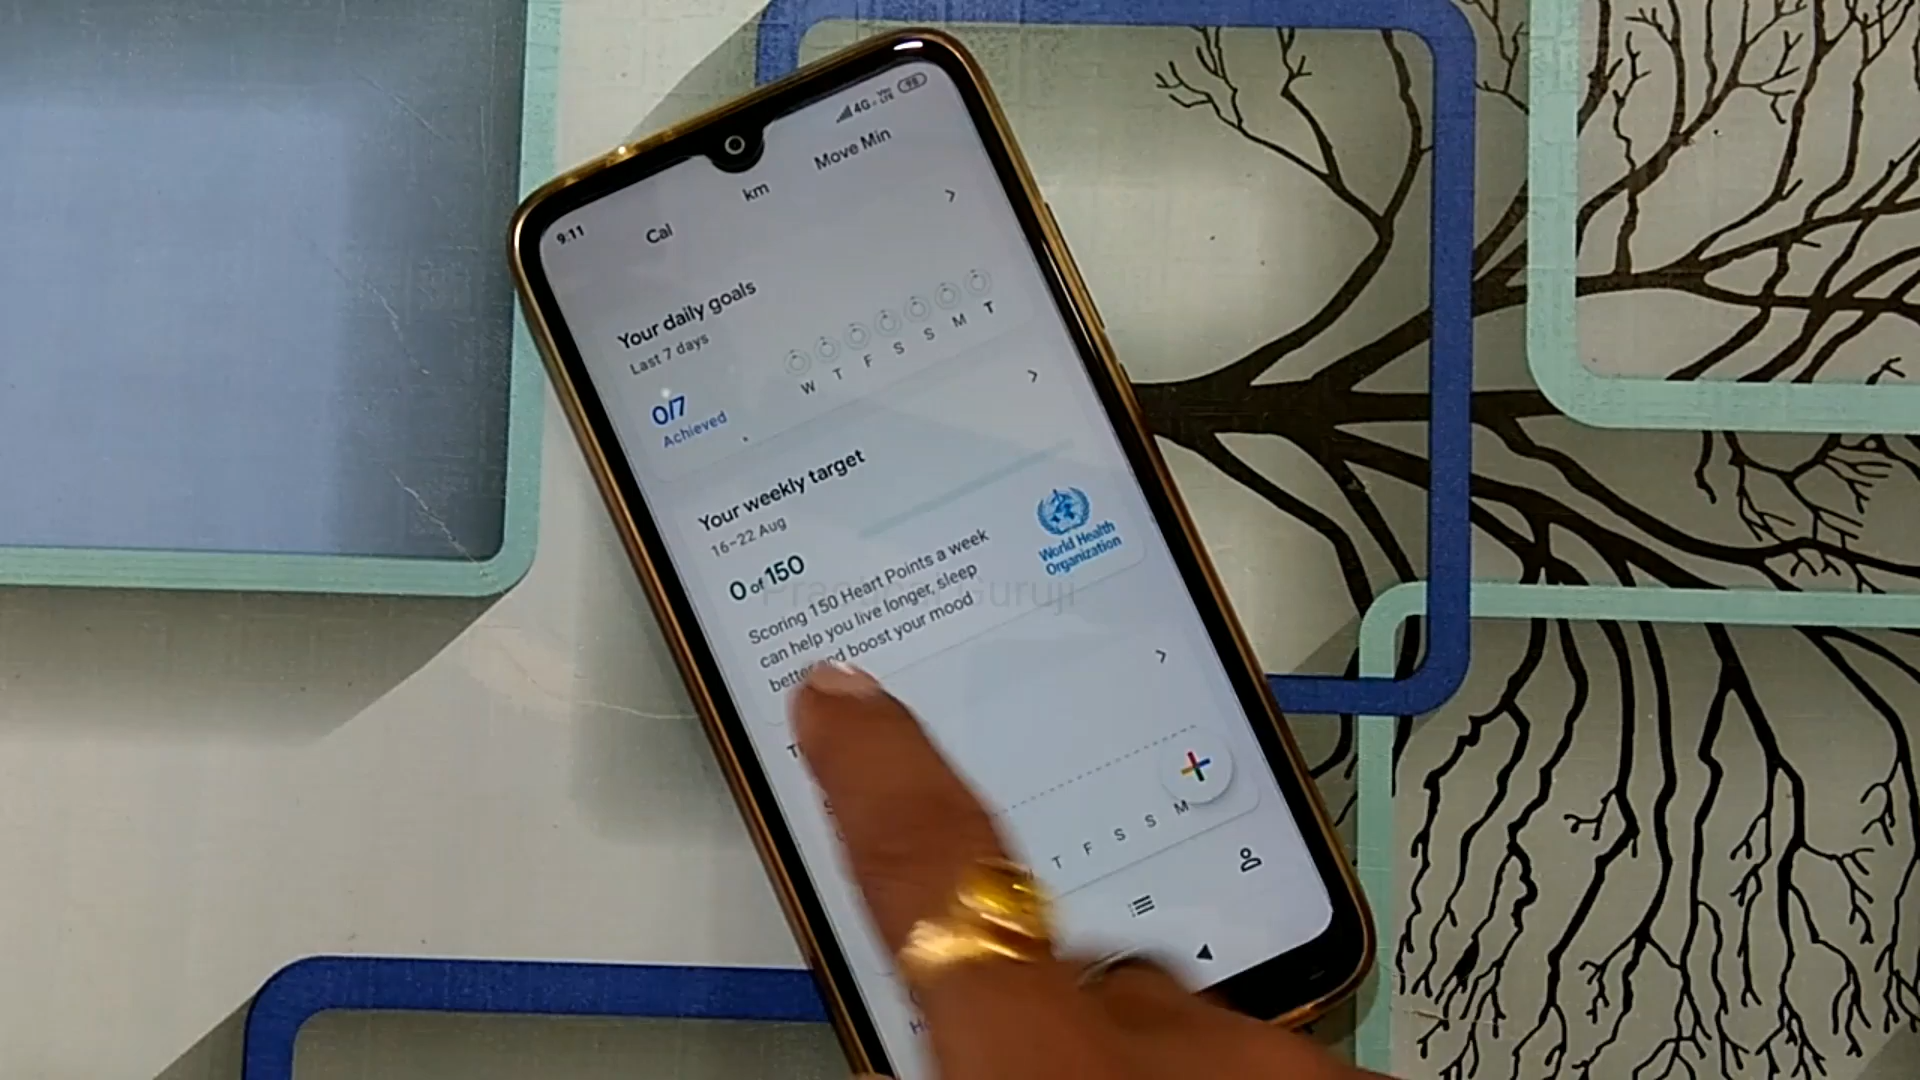 9:11
4G
98
Cal
km
Move Min
Your daily goals
Last 7 days
0/7
Achieved
W T F S S M T
Your weekly target
16–22 Aug
0 of 150
Scoring 150 Heart Points a week
can help you live longer, sleep
better and boost your mood
World Health
Organization
Guruji
T F S S M